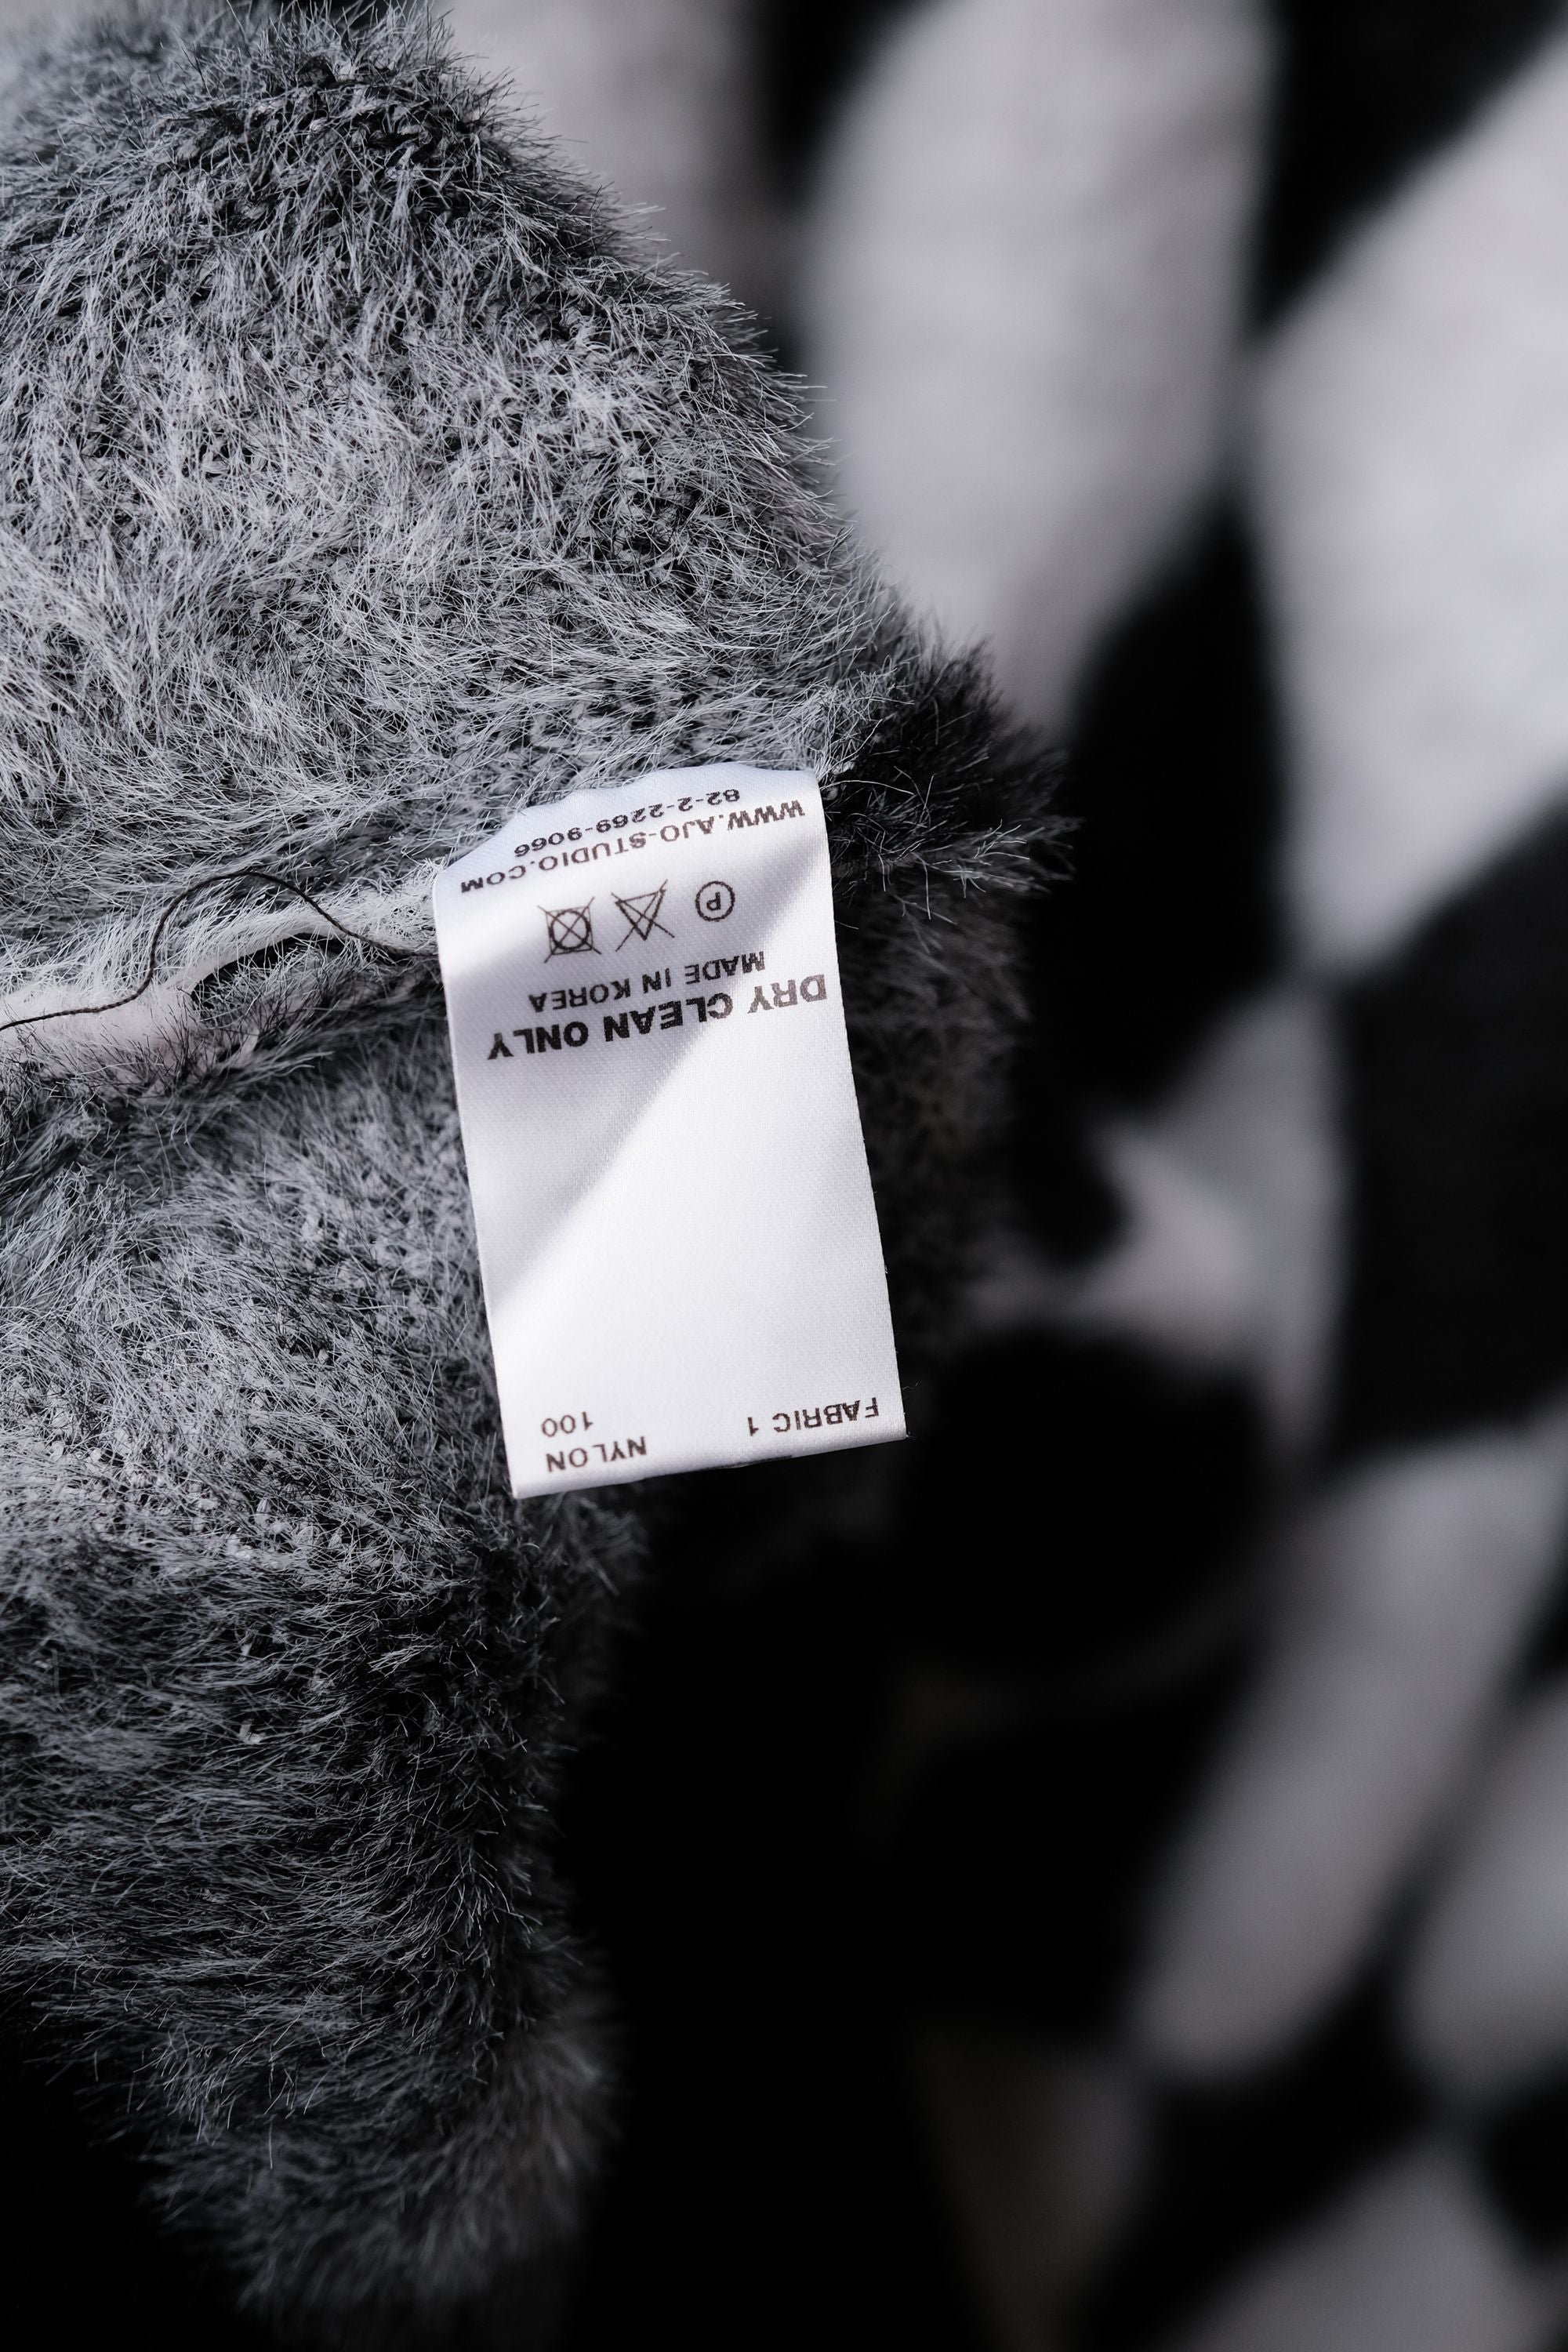 FABRIC 1 NYLON
100
DRY CLEAN ONLY
MADE IN KOREA
P
WWW.AJO-STUDIO.COM
82-2-2269-9066